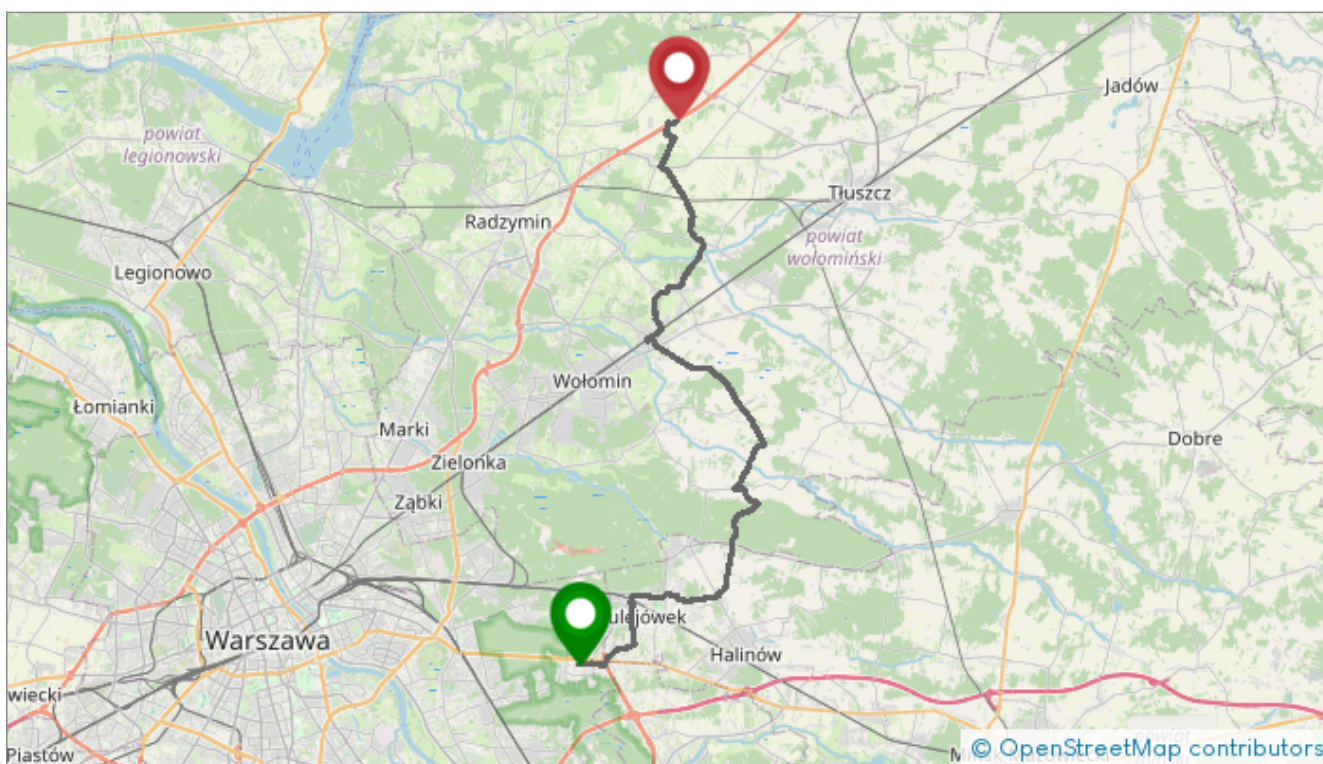 Jadów
powiat
legionowski
Tłuszcz
Radzymin
powiat
wołomiński
Legionowo
Wołomin
Łomianki
Marki
Dobre
Zielonka
Ząbki
ulejówek
Warszawa
Halinów
wiecki
Piastów
© OpenStreetMap contributors